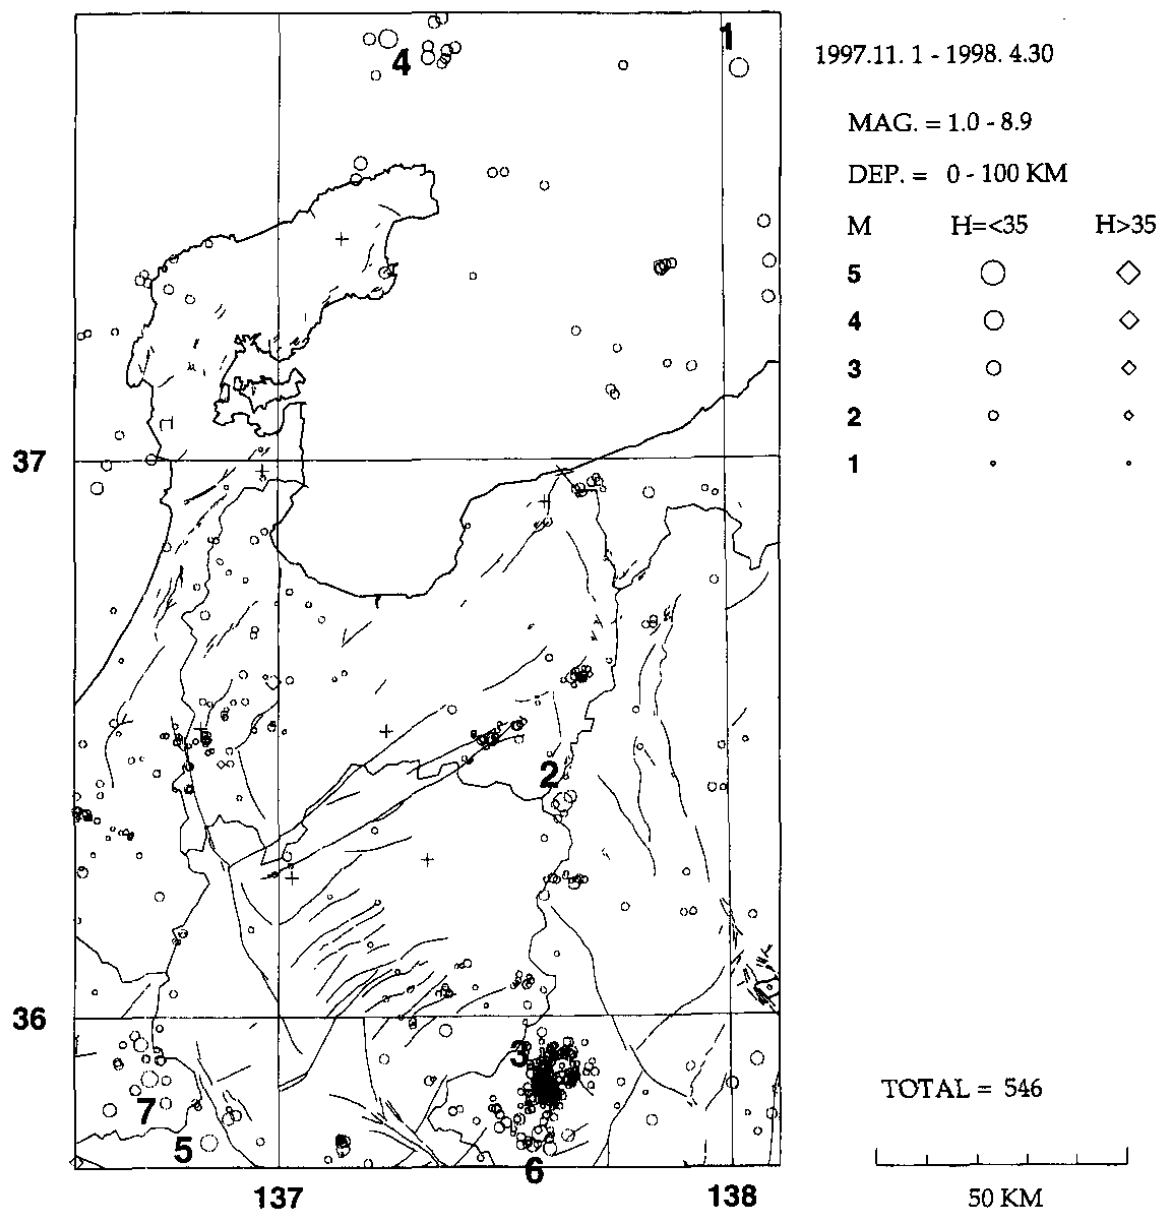 1
4
1997.11. 1 - 1998. 4.30
MAG. = 1.0 - 8.9
DEP. = 0 - 100 KM
M H=<35 H>35
5
4
3
2
1
37
2
36
3
7
5
6
TOTAL = 546
137
138
50 KM